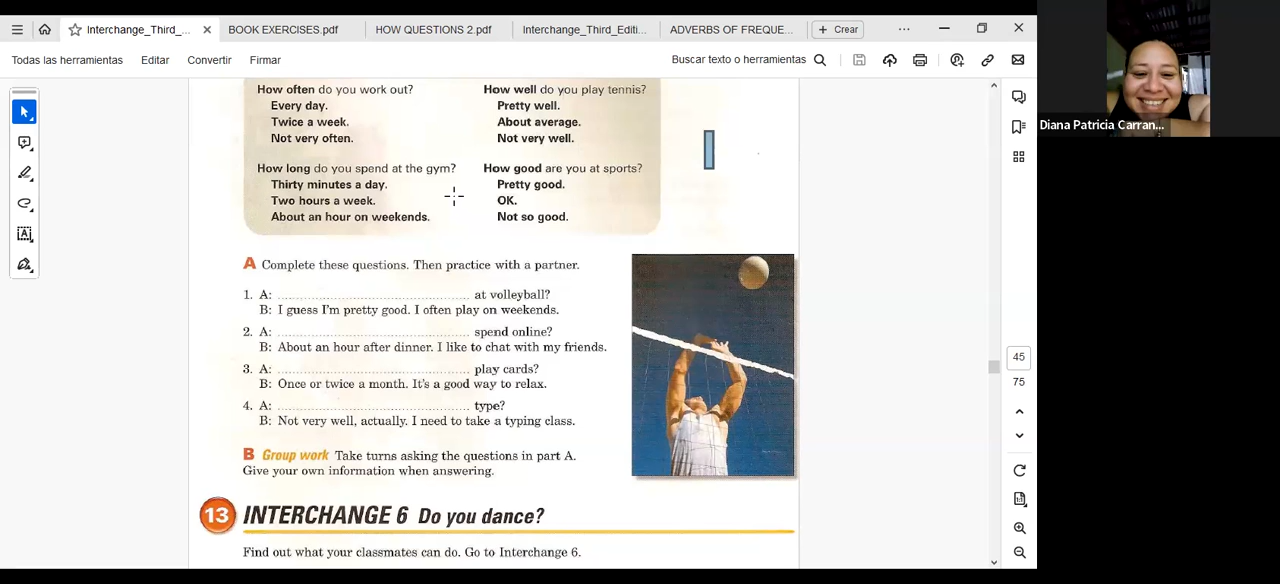 Interchange_Third_...
BOOK EXERCISES.pdf
HOW QUESTIONS 2.pdf
Interchange_Third_Editi...
ADVERBS OF FREQUE...
Crear
Todas las herramientas
Editar
Convertir
Firmar
Buscar texto o herramientas
Diana Patricia Carran...
How often do you work out?
Every day.
Twice a week.
Not very often.
How well do you play tennis?
Pretty well.
About average.
Not very well.
How long do you spend at the gym?
Thirty minutes a day.
Two hours a week.
About an hour on weekends.
How good are you at sports?
Pretty good.
OK.
Not so good.
A Complete these questions. Then practice with a partner.
1. A: ................................................ at volleyball?
B: I guess I'm pretty good. I often play on weekends.
2. A: ................................................ spend online?
B: About an hour after dinner. I like to chat with my friends.
3. A: ................................................ play cards?
B: Once or twice a month. It's a good way to relax.
4. A: ................................................ type?
B: Not very well, actually. I need to take a typing class.
B Group work Take turns asking the questions in part A.
Give your own information when answering.
13 INTERCHANGE 6 Do you dance?
Find out what your classmates can do. Go to Interchange 6.
45
75